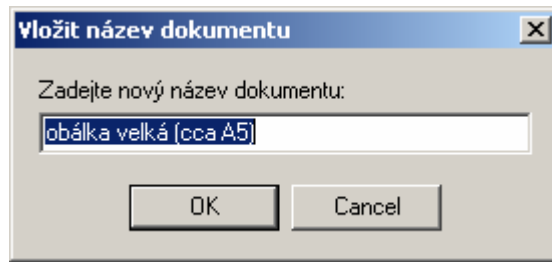 Vložit název dokumentu
Zadejte nový název dokumentu:
obálka velká (cca A5)
OK Cancel